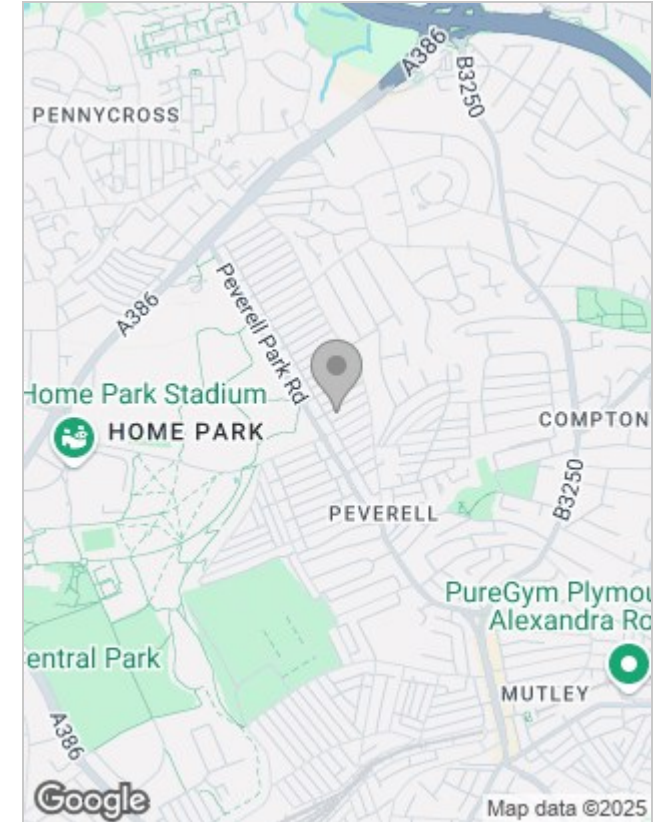 A386
B3250
PENNYCROSS
Peverell Park Rd
A386
Home Park Stadium
HOME PARK
COMPTON
B3250
PEVERELL
PureGym Plymou
Alexandra Ro
entral Park
MUTLEY
A386
Google
Map data ©2025